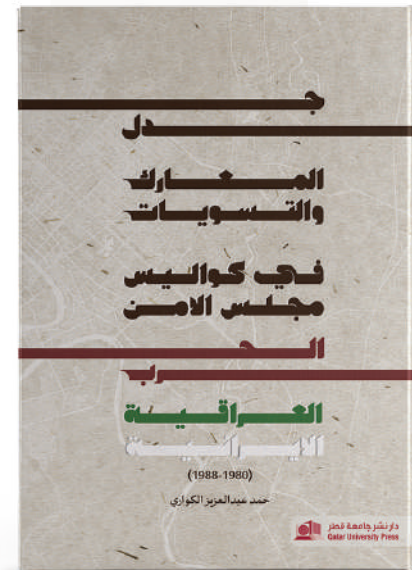 جدل
المعارك
والتسويات
في كواليس
مجلس الامن
الحرب
العراقية
الايرانية
(1988-1980)
حمد عبدالعزيز الكواري
دار نشر جامعة قطر
Qatar University Press